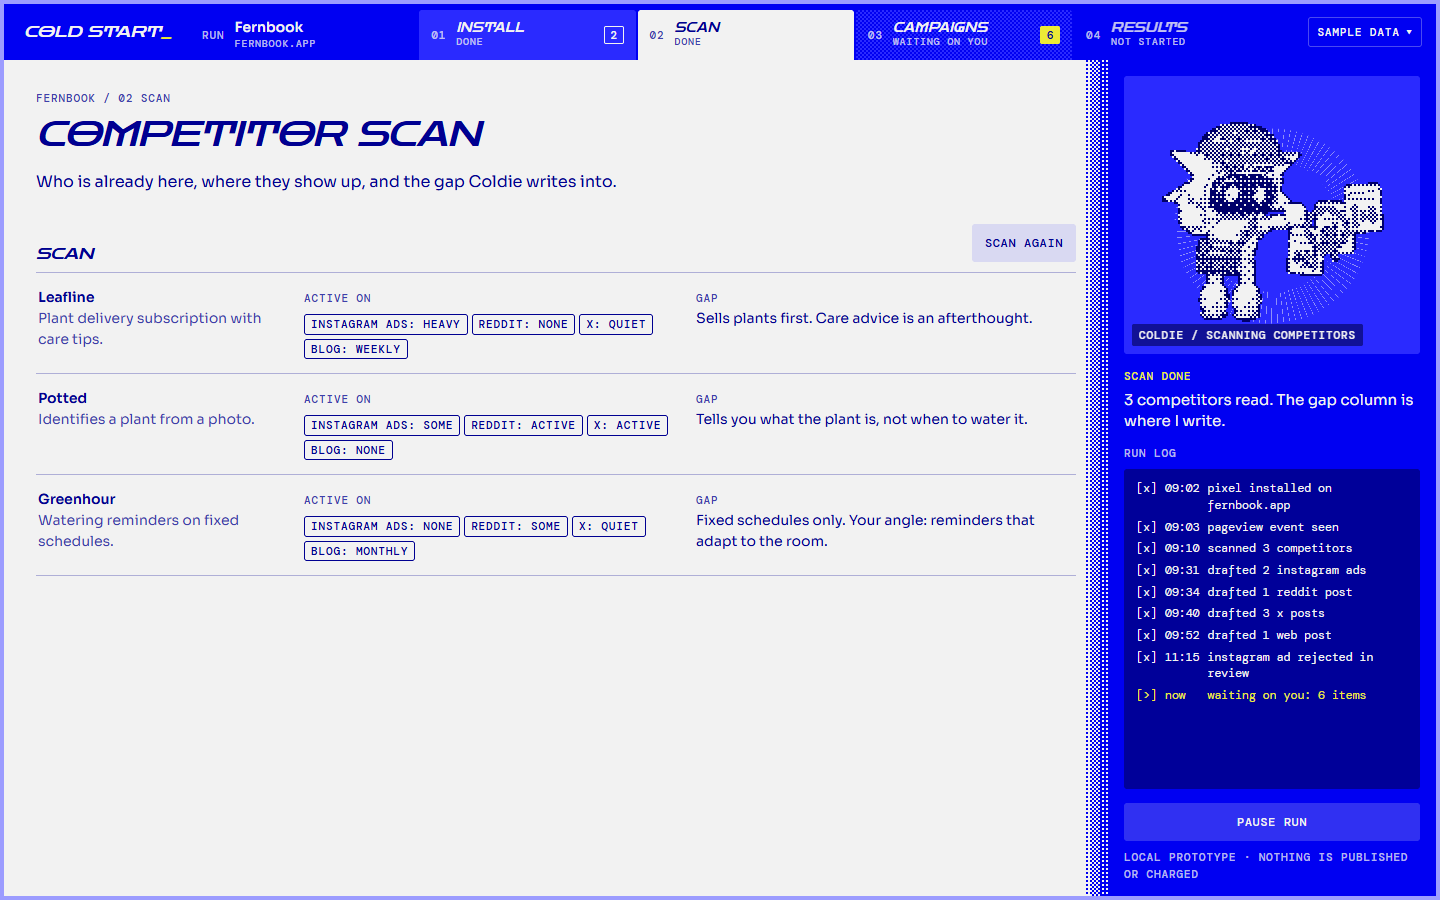 COLD START_
RUN
Fernbook
FERNBOOK.APP
01
INSTALL
DONE
2
02
SCAN
DONE
03
CAMPAIGNS
WAITING ON YOU
6
04
RESULTS
NOT STARTED
SAMPLE DATA ▾
FERNBOOK / 02 SCAN
COMPETITOR SCAN
Who is already here, where they show up, and the gap Coldie writes into.
SCAN
SCAN AGAIN
Leafline
Plant delivery subscription with
care tips.
ACTIVE ON
INSTAGRAM ADS: HEAVY
REDDIT: NONE
X: QUIET
BLOG: WEEKLY
GAP
Sells plants first. Care advice is an afterthought.
Potted
Identifies a plant from a photo.
ACTIVE ON
INSTAGRAM ADS: SOME
REDDIT: ACTIVE
X: ACTIVE
BLOG: NONE
GAP
Tells you what the plant is, not when to water it.
Greenhour
Watering reminders on fixed
schedules.
ACTIVE ON
INSTAGRAM ADS: NONE
REDDIT: SOME
X: QUIET
BLOG: MONTHLY
GAP
Fixed schedules only. Your angle: reminders that
adapt to the room.
COLDIE / SCANNING COMPETITORS
SCAN DONE
3 competitors read. The gap column is
where I write.
RUN LOG
[x] 09:02 pixel installed on
fernbook.app
[x] 09:03 pageview event seen
[x] 09:10 scanned 3 competitors
[x] 09:31 drafted 2 instagram ads
[x] 09:34 drafted 1 reddit post
[x] 09:40 drafted 3 x posts
[x] 09:52 drafted 1 web post
[x] 11:15 instagram ad rejected in
review
[>] now waiting on you: 6 items
PAUSE RUN
LOCAL PROTOTYPE · NOTHING IS PUBLISHED
OR CHARGED